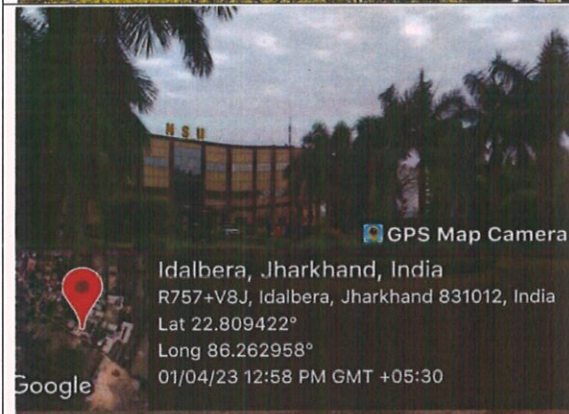 NSU
GPS Map Camera
Idalbera, Jharkhand, India
R757+V8J, Idalbera, Jharkhand 831012, India
Lat 22.809422°
Long 86.262958°
01/04/23 12:58 PM GMT +05:30
Google